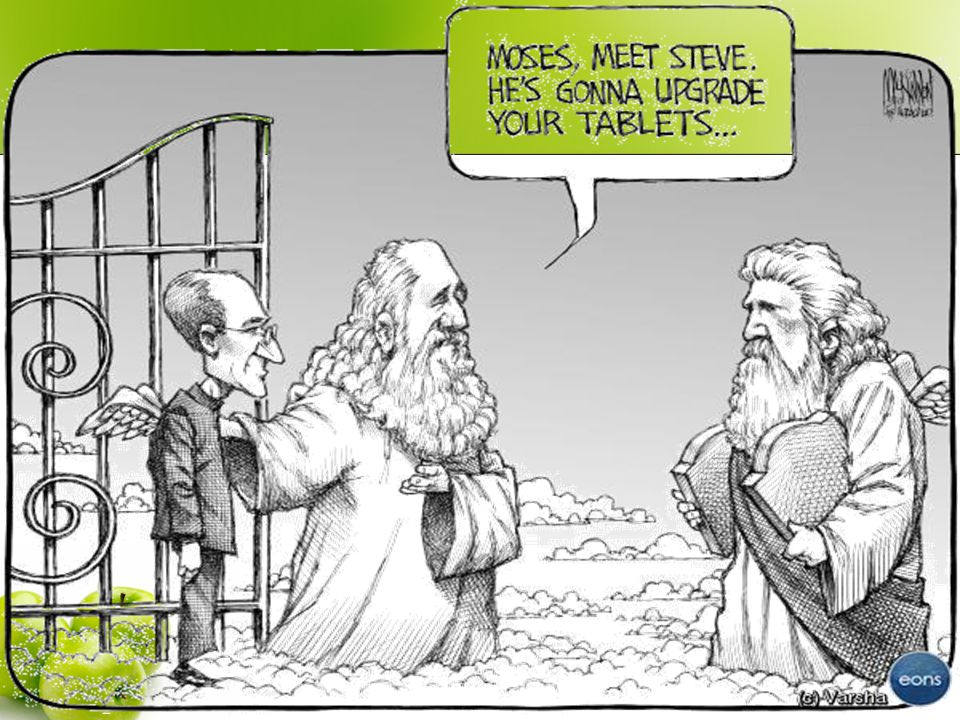 MOSES, MEET STEVE.
HE'S GONNA UPGRADE
YOUR TABLETS...
(c) Varsha
eons